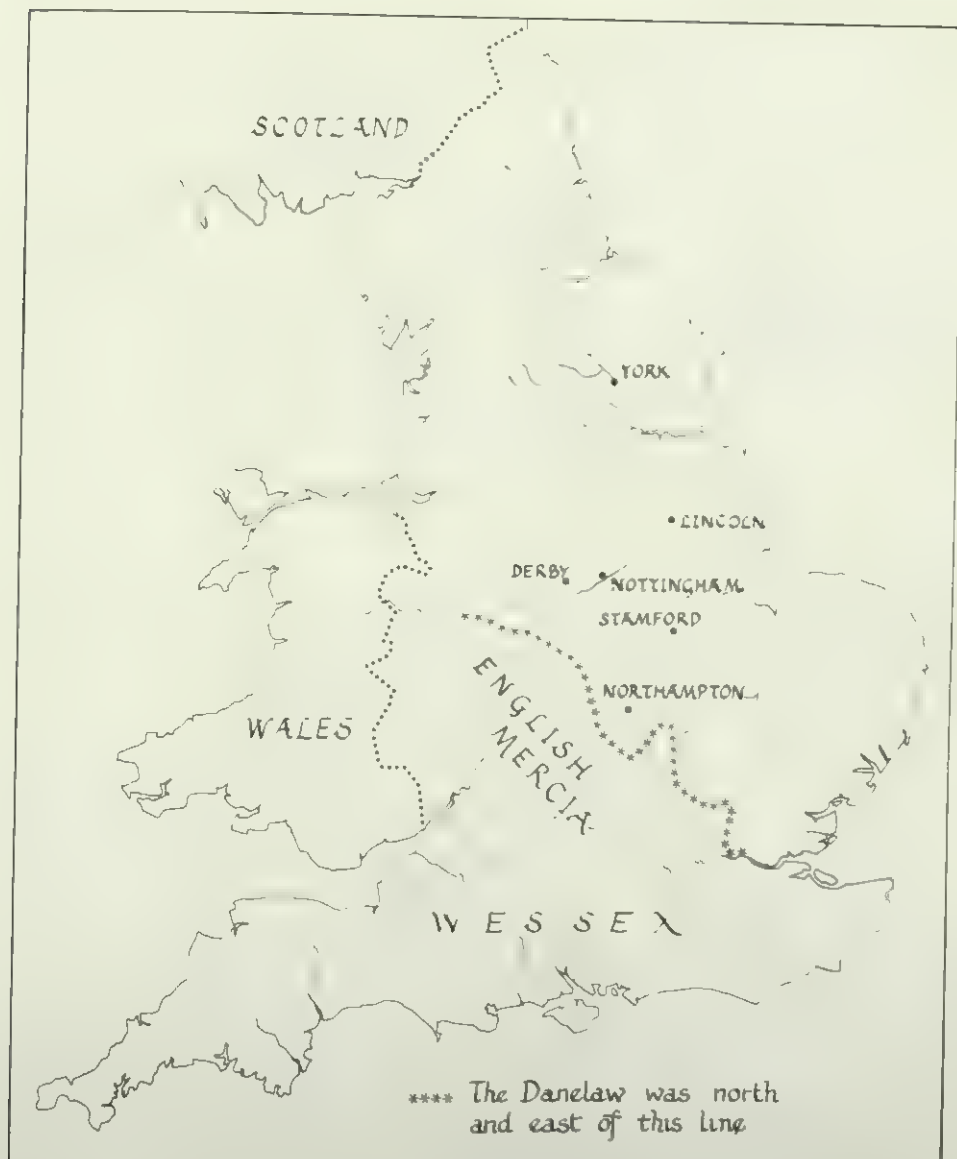 SCOTLAND
YORK
LINCOLN
DERBY
NOTTINGHAM
STAMFORD
ENGLISH
MERCIA
NORTHAMPTON
WALES
WESSEX
**** The Danelaw was north
and east of this line